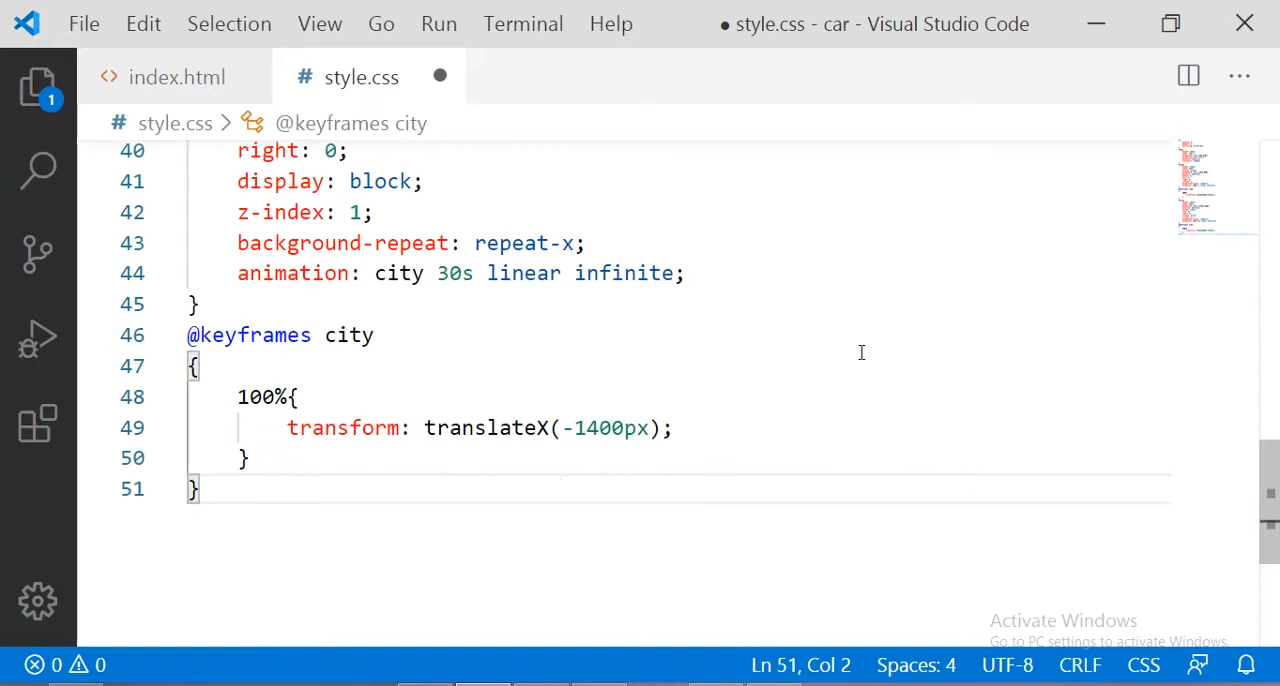 File Edit Selection View Go Run Terminal Help ● style.css - car - Visual Studio Code
1
<> index.html # style.css ●
# style.css > @keyframes city
40 right: 0;
41 display: block;
42 z-index: 1;
43 background-repeat: repeat-x;
44 animation: city 30s linear infinite;
45 }
46 @keyframes city
47 {
48 100%{
49 transform: translateX(-1400px);
50 }
51 }
Activate Windows
Go to PC settings to activate Windows.
0 0 Ln 51, Col 2 Spaces: 4 UTF-8 CRLF CSS